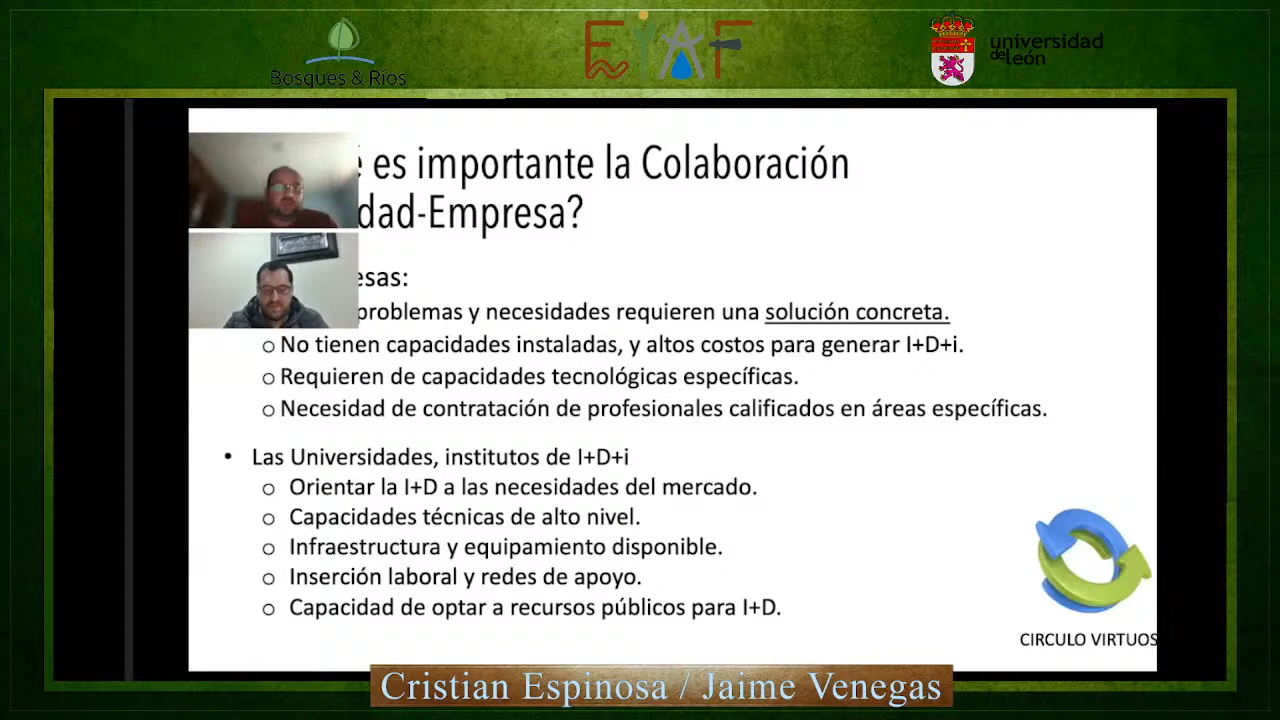 Bosques & Ríos
EIAF
universidad
de león
é es importante la Colaboración
dad-Empresa?
esas:
problemas y necesidades requieren una solución concreta.
o No tienen capacidades instaladas, y altos costos para generar I+D+i.
o Requieren de capacidades tecnológicas específicas.
o Necesidad de contratación de profesionales calificados en áreas específicas.
• Las Universidades, institutos de I+D+i
o Orientar la I+D a las necesidades del mercado.
o Capacidades técnicas de alto nivel.
o Infraestructura y equipamiento disponible.
o Inserción laboral y redes de apoyo.
o Capacidad de optar a recursos públicos para I+D.
CIRCULO VIRTUOS
Cristian Espinosa / Jaime Venegas